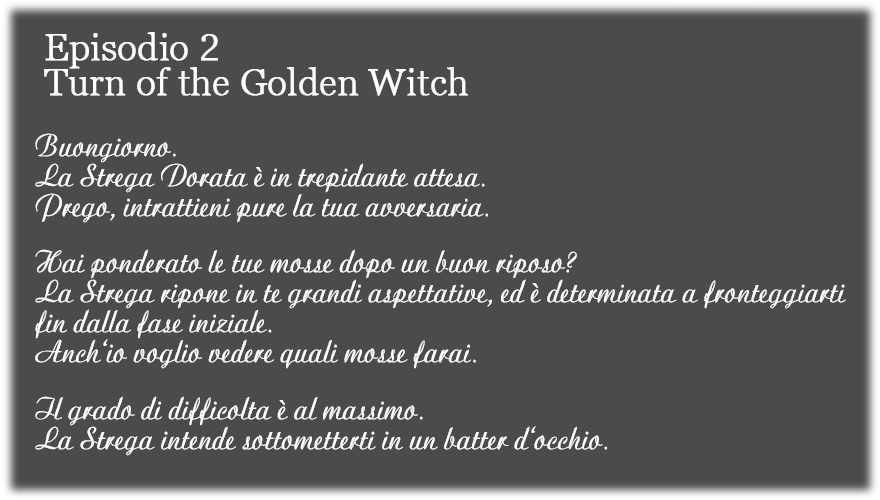 Episodio 2
Turn of the Golden Witch
Buongiorno.
La Strega Dorata è in trepidante attesa.
Prego, intrattieni pure la tua avversaria.
Hai ponderato le tue mosse dopo un buon riposo?
La Strega ripone in te grandi aspettative, ed è determinata a fronteggiarti
fin dalla fase iniziale.
Anch'io voglio vedere quali mosse farai.
Il grado di difficolta è al massimo.
La Strega intende sottometterti in un batter d'occhio.